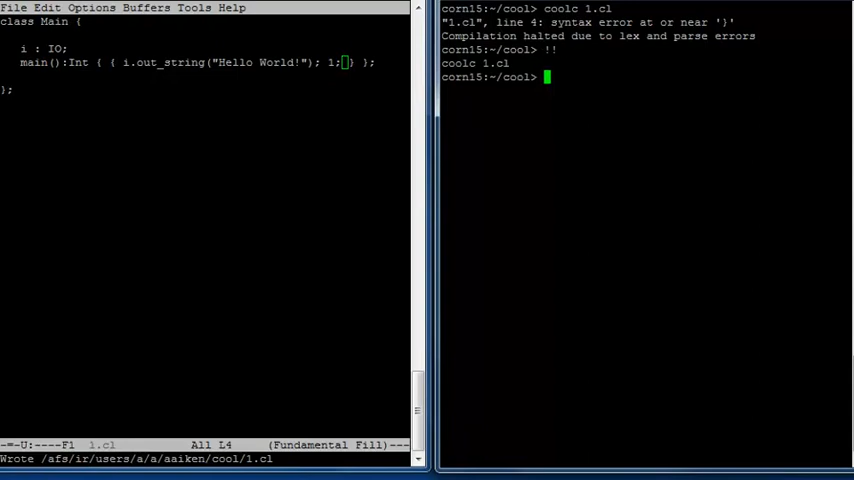 File Edit Options Buffers Tools Help
class Main {
i : IO;
main():Int { { i.out_string("Hello World!"); 1;} };
};
-=-U:----F1 1.cl All L4 (Fundamental Fill)---
Wrote /afs/ir/users/a/a/aaiken/cool/1.cl
corn15:~/cool> coolc 1.cl
"1.cl", line 4: syntax error at or near '}'
Compilation halted due to lex and parse errors
corn15:~/cool> !!
coolc 1.cl
corn15:~/cool>